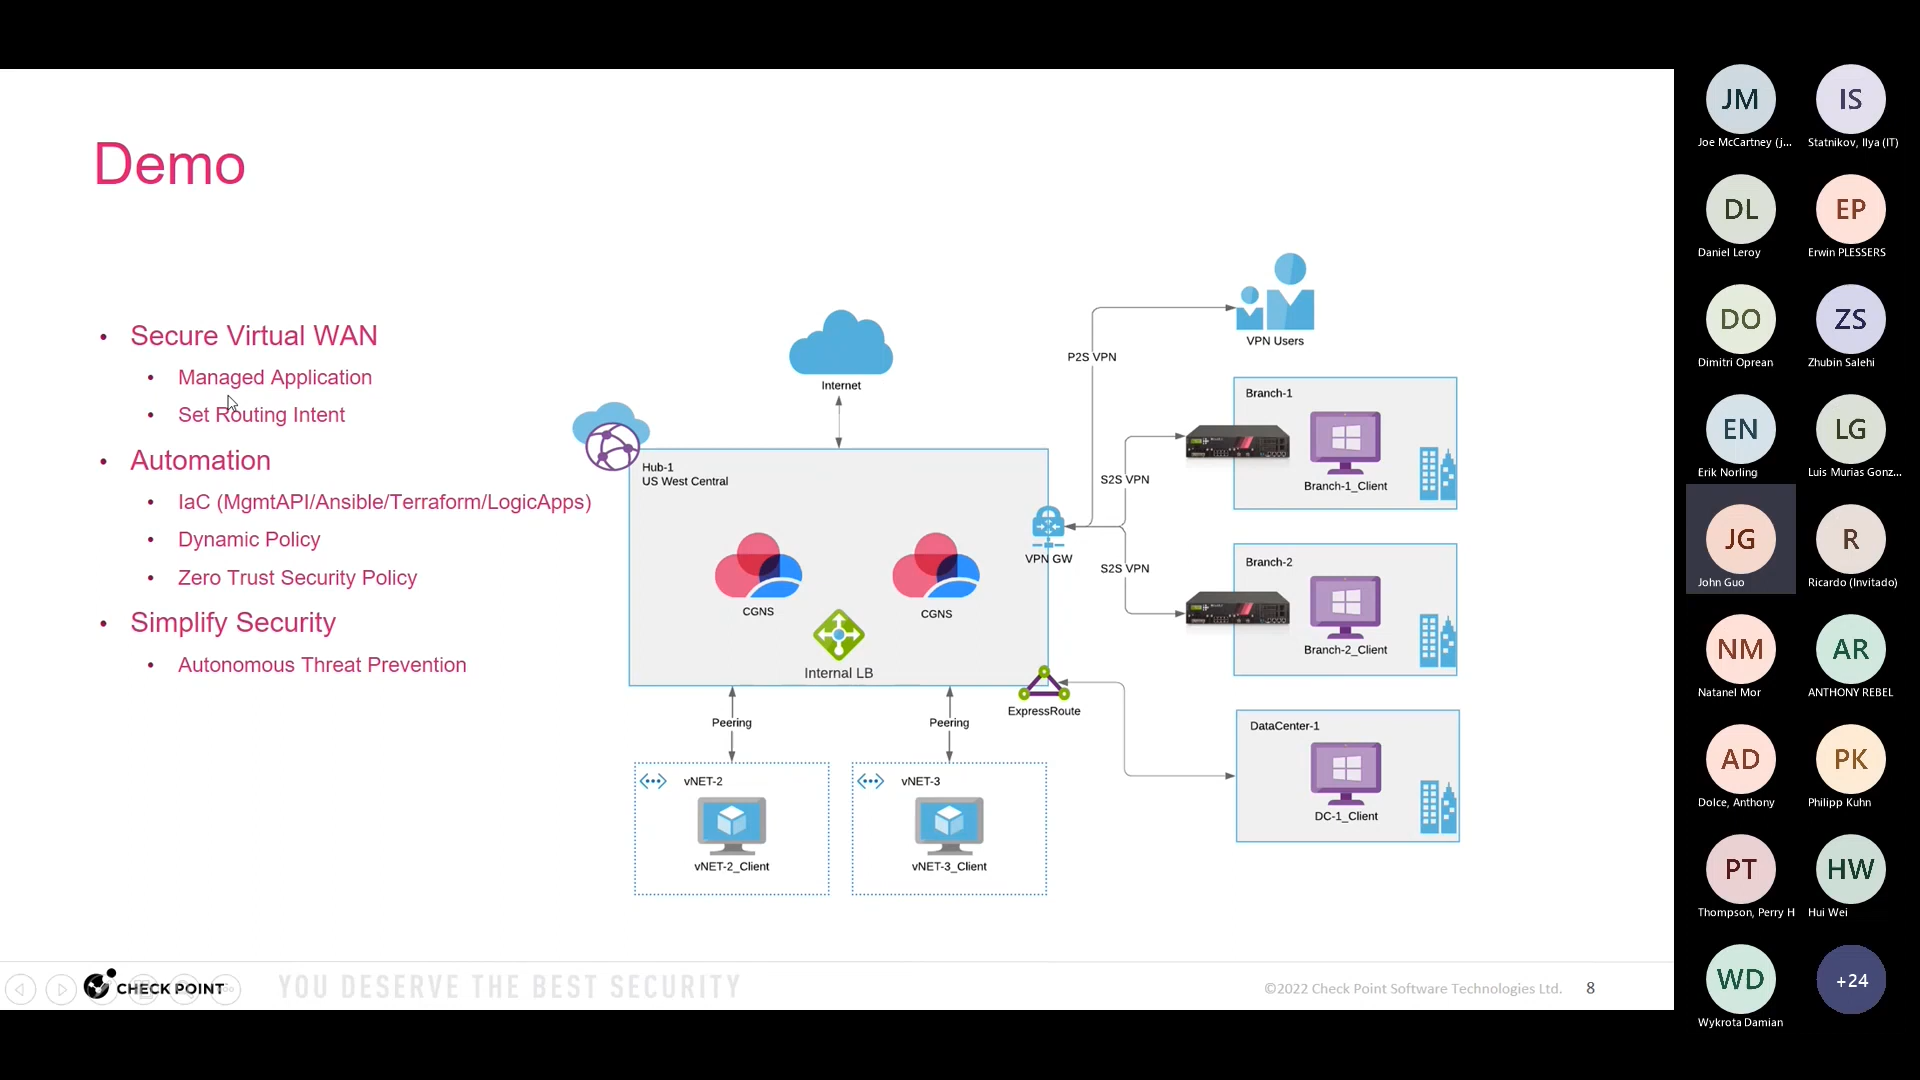 Demo
Secure Virtual WAN
Managed Application
Set Routing Intent
Automation
IaC (MgmtAPI/Ansible/Terraform/LogicApps)
Dynamic Policy
Zero Trust Security Policy
Simplify Security
Autonomous Threat Prevention
Internet
Hub-1
US West Central
CGNS
CGNS
Internal LB
VPN GW
ExpressRoute
P2S VPN
S2S VPN
S2S VPN
VPN Users
Branch-1
Branch-1_Client
Branch-2
Branch-2_Client
DataCenter-1
DC-1_Client
Peering
Peering
vNET-2
vNET-2_Client
vNET-3
vNET-3_Client
CHECK POINT
YOU DESERVE THE BEST SECURITY
©2022 Check Point Software Technologies Ltd.
8
JM
Joe McCartney (j...
IS
Statnikov, Ilya (IT)
DL
Daniel Leroy
EP
Erwin PLESSERS
DO
Dimitri Oprean
ZS
Zhubin Salehi
EN
Erik Norling
LG
Luis Murias Gonz...
JG
John Guo
R
Ricardo (Invitado)
NM
Natanel Mor
AR
ANTHONY REBEL
AD
Dolce, Anthony
PK
Philipp Kuhn
PT
Thompson, Perry H
HW
Hui Wei
WD
Wykrota Damian
+24